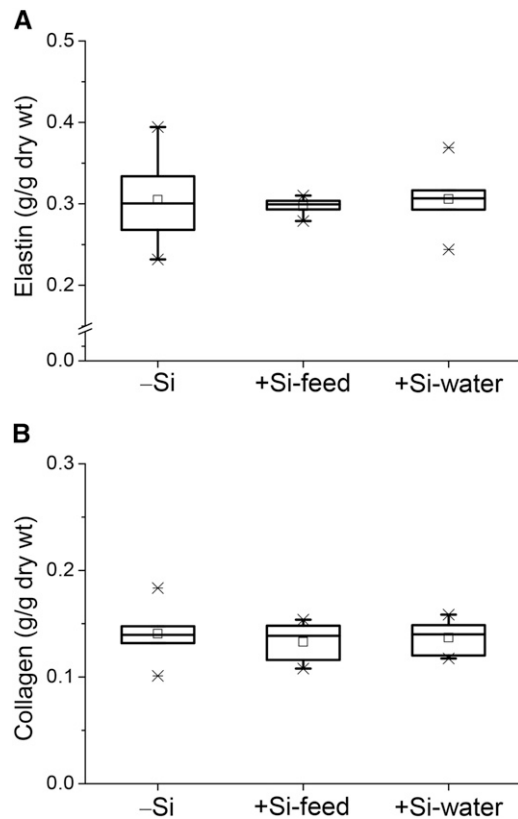 A
Elastin (g/g dry wt)
0.5
0.4
0.3
0.2
0.0
–Si +Si-feed +Si-water
B
Collagen (g/g dry wt)
0.3
0.2
0.1
0.0
–Si +Si-feed +Si-water